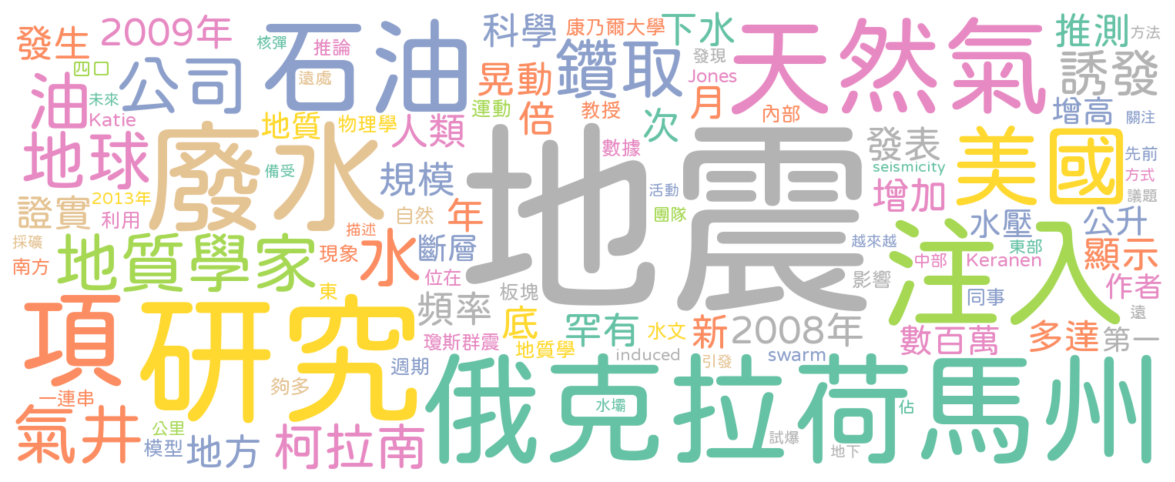 發生
2009年
核彈
推論
石油
科學
康乃爾大學
下水
天然氣
推測
方法
四口
遠處
公司
晃動
鑽取
發現
Jones
月
誘發
油
未來
Katie
地質
物理學
人類
運動
倍
教授
次
內部
增高
關注
地球
廢水
備受
規模
地震
數據
發表
seismicity
美國
先前
方式
議題
證實
2013年
利用
自然
年
活動
團隊
增加
水壓
公升
採礦
南方
地質學家
描述
現象
水
斷層
位在
越來越
影響
中部
Keranen
東部
注入
顯示
作者
項
研究
東
頻率
板塊
底
罕有
水文
新
2008年
同事
遠
瓊斯群震
地質學
induced
引發
swarm
數百萬
多達
第一
週期
夠多
一連串
氣井
公里
模型
地方
柯拉南
俄克拉荷馬州
水壩
試爆
地下
佔